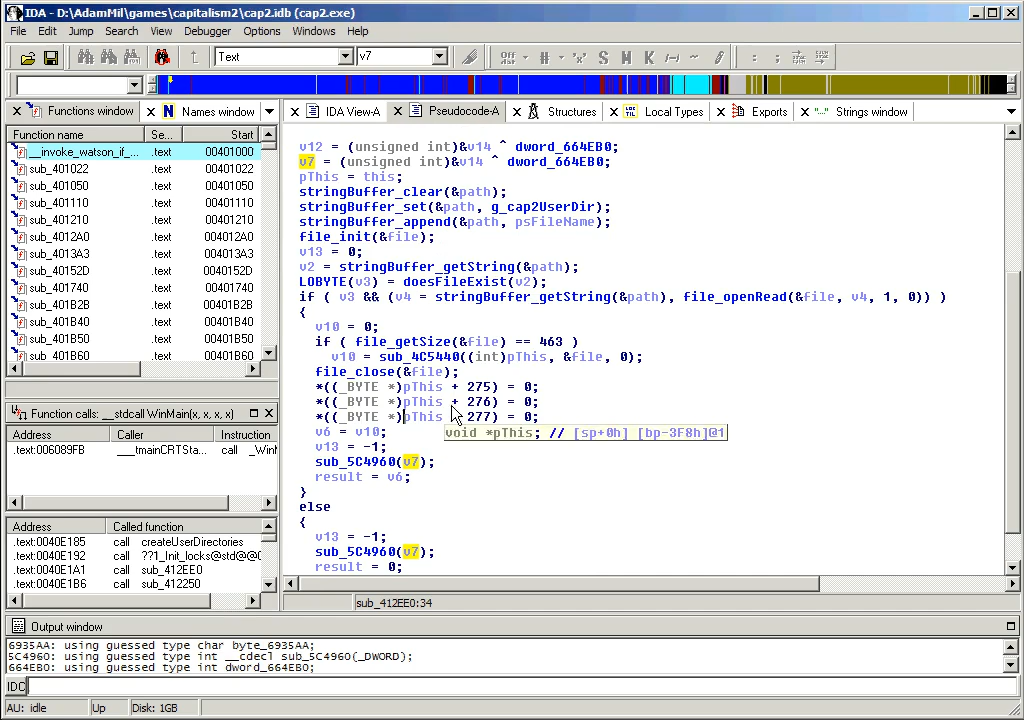 IDA - D:\AdamMil\games\capitalism2\cap2.idb (cap2.exe)
File Edit Jump Search View Debugger Options Windows Help
Text v7 Off dat # 'x' S M K
Functions window Names window IDA View-A Pseudocode-A Structures Local Types Exports Strings window
Function name Se... Start
__invoke_watson_if_... .text 00401000
sub_401022 .text 00401022
sub_401050 .text 00401050
sub_401110 .text 00401110
sub_401210 .text 00401210
sub_4012A0 .text 004012A0
sub_4013A3 .text 004013A3
sub_40152D .text 0040152D
sub_401740 .text 00401740
sub_401B2B .text 00401B2B
sub_401B40 .text 00401B40
sub_401B50 .text 00401B50
sub_401B60 .text 00401B60
Function calls: __stdcall WinMain(x, x, x, x)
Address Caller Instruction
.text:006089FB ___tmainCRTSta... call _Win
Address Called function
.text:0040E185 call createUserDirectories
.text:0040E192 call ??1_Init_locks@std@@Q
.text:0040E1A1 call sub_412EE0
.text:0040E1B6 call sub_412250
v12 = (unsigned int)&v14 ^ dword_664EB0;
v7 = (unsigned int)&v14 ^ dword_664EB0;
pThis = this;
stringBuffer_clear(&path);
stringBuffer_set(&path, g_cap2UserDir);
stringBuffer_append(&path, psFileName);
file_init(&file);
v13 = 0;
v2 = stringBuffer_getString(&path);
LOBYTE(v3) = doesFileExist(v2);
if ( v3 && (v4 = stringBuffer_getString(&path), file_openRead(&file, v4, 1, 0)) )
{
v10 = 0;
if ( file_getSize(&file) == 463 )
v10 = sub_4C5440((int)pThis, &file, 0);
file_close(&file);
*((_BYTE *)pThis + 275) = 0;
*((_BYTE *)pThis + 276) = 0;
*((_BYTE *)pThis + 277) = 0;
v6 = v10;
void *pThis; // [sp+0h] [bp-3F8h]@1
v13 = -1;
sub_5C4960(v7);
result = v6;
}
else
{
v13 = -1;
sub_5C4960(v7);
result = 0;
sub_412EE0:34
Output window
6935AA: using guessed type char byte_6935AA;
5C4960: using guessed type int __cdecl sub_5C4960(_DWORD);
664EB0: using guessed type int dword_664EB0;
IDC
AU: idle Up Disk: 1GB